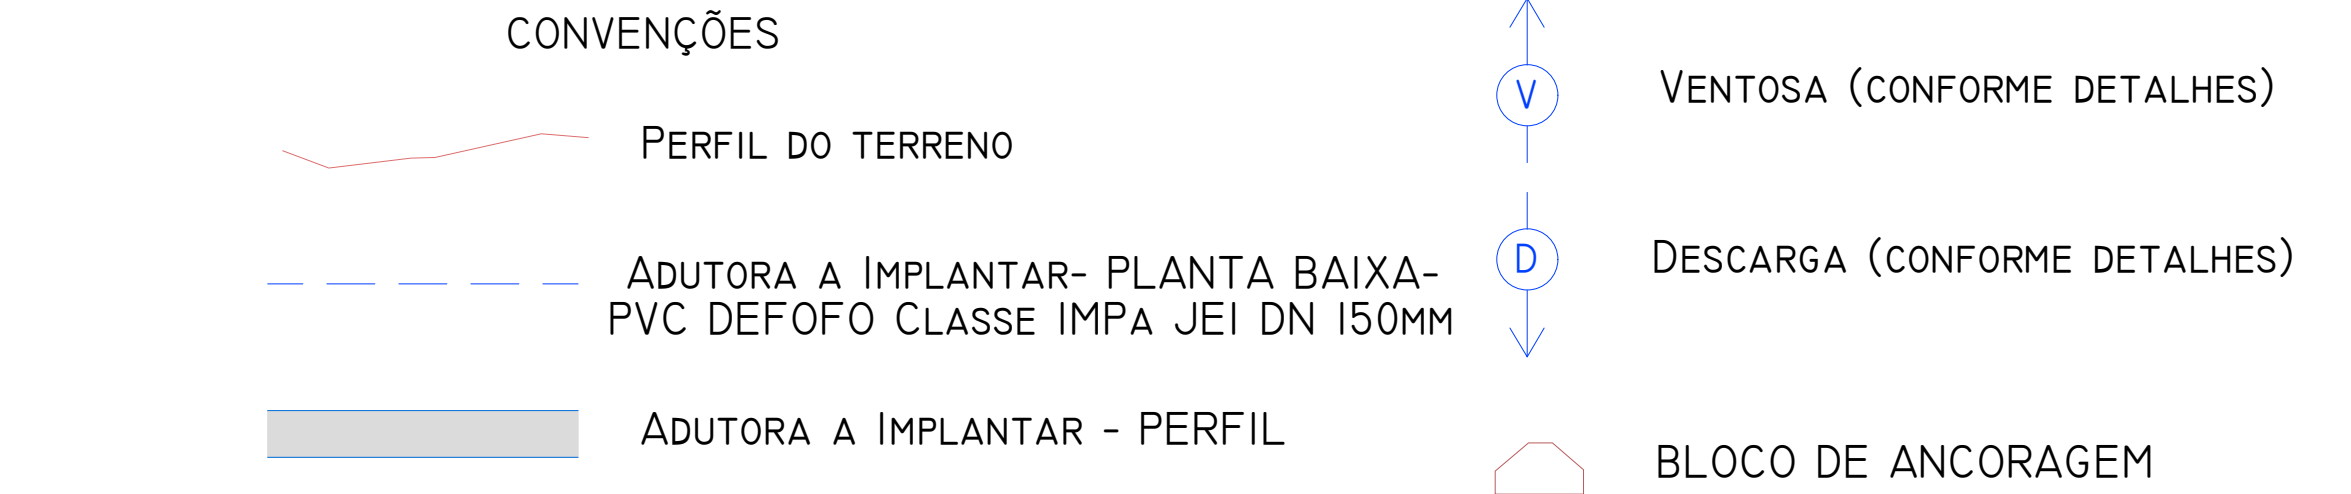 CONVENÇÕES
PERFIL DO TERRENO
ADUTORA A IMPLANTAR- PLANTA BAIXA-
PVC DEFOFO CLASSE 1MPA JEI DN 150MM
ADUTORA A IMPLANTAR - PERFIL
V
VENTOSA (CONFORME DETALHES)
D
DESCARGA (CONFORME DETALHES)
BLOCO DE ANCORAGEM